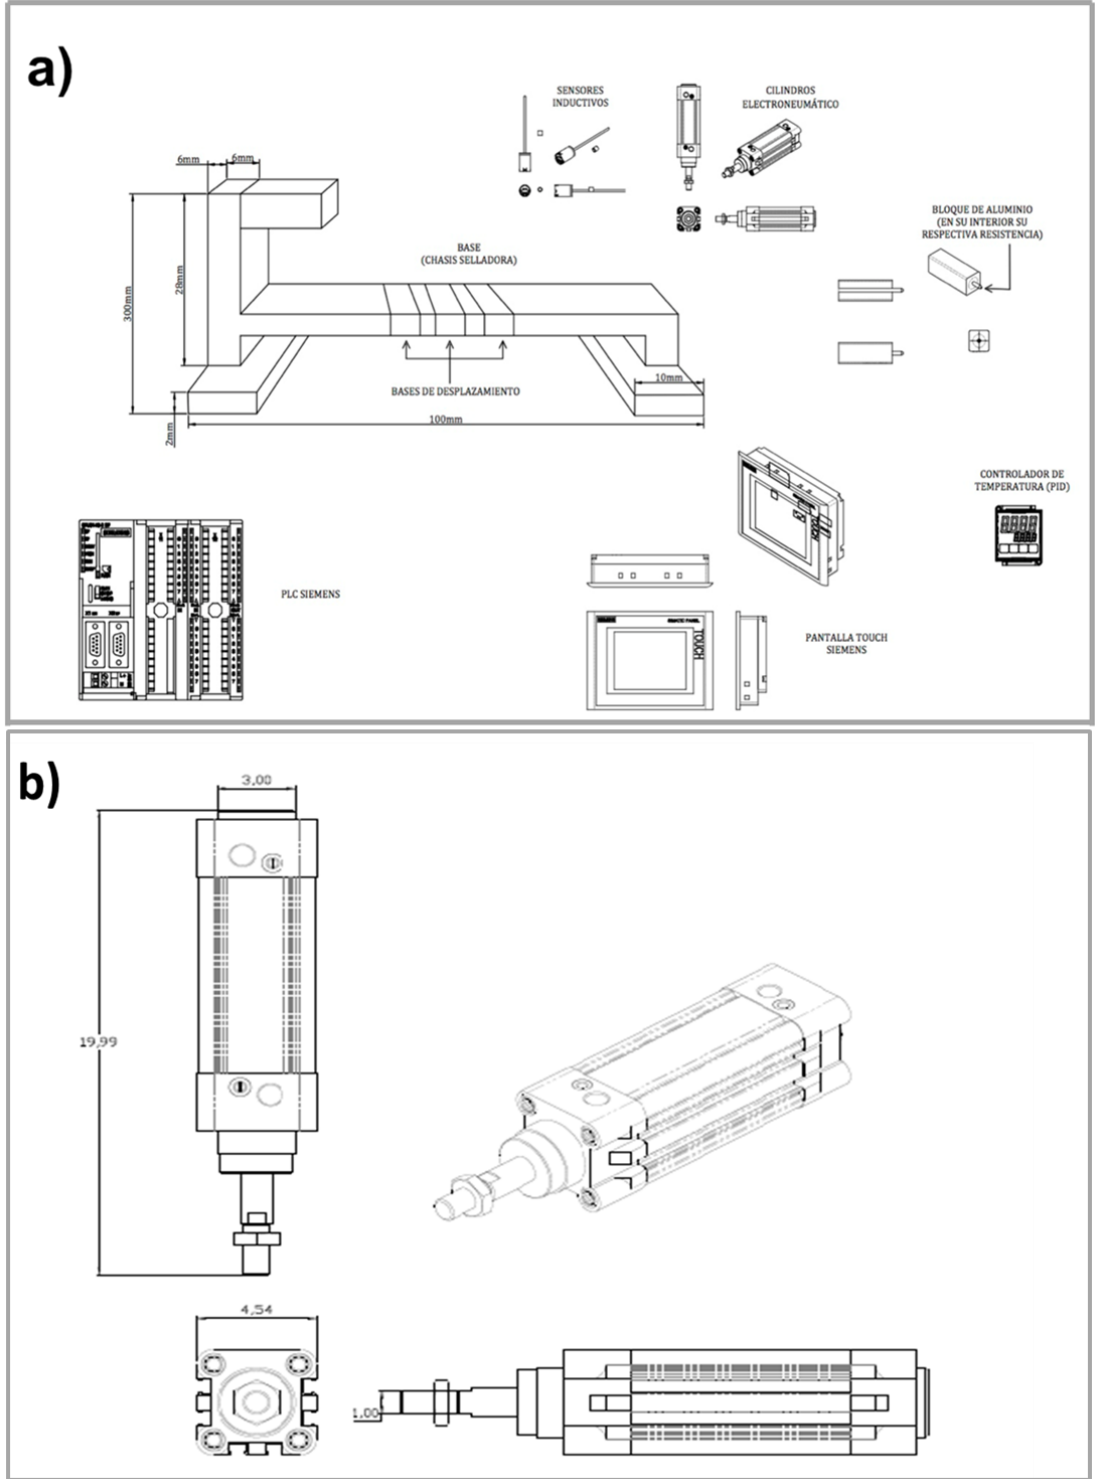 a)
SENSORES
INDUCTIVOS
CILINDROS
ELECTRONEUMÁTICO
6mm
6mm
BLOQUE DE ALUMINIO
(EN SU INTERIOR SU
RESPECTIVA RESISTENCIA)
BASE
(CHASIS SELLADORA)
28mm
300mm
10mm
BASES DE DESPLAZAMIENTO
100mm
2mm
CONTROLADOR DE
TEMPERATURA (PID)
PLC SIEMENS
TOUCH
TOUCH
PANTALLA TOUCH
SIEMENS
b)
3,00
19,99
4,54
1,00